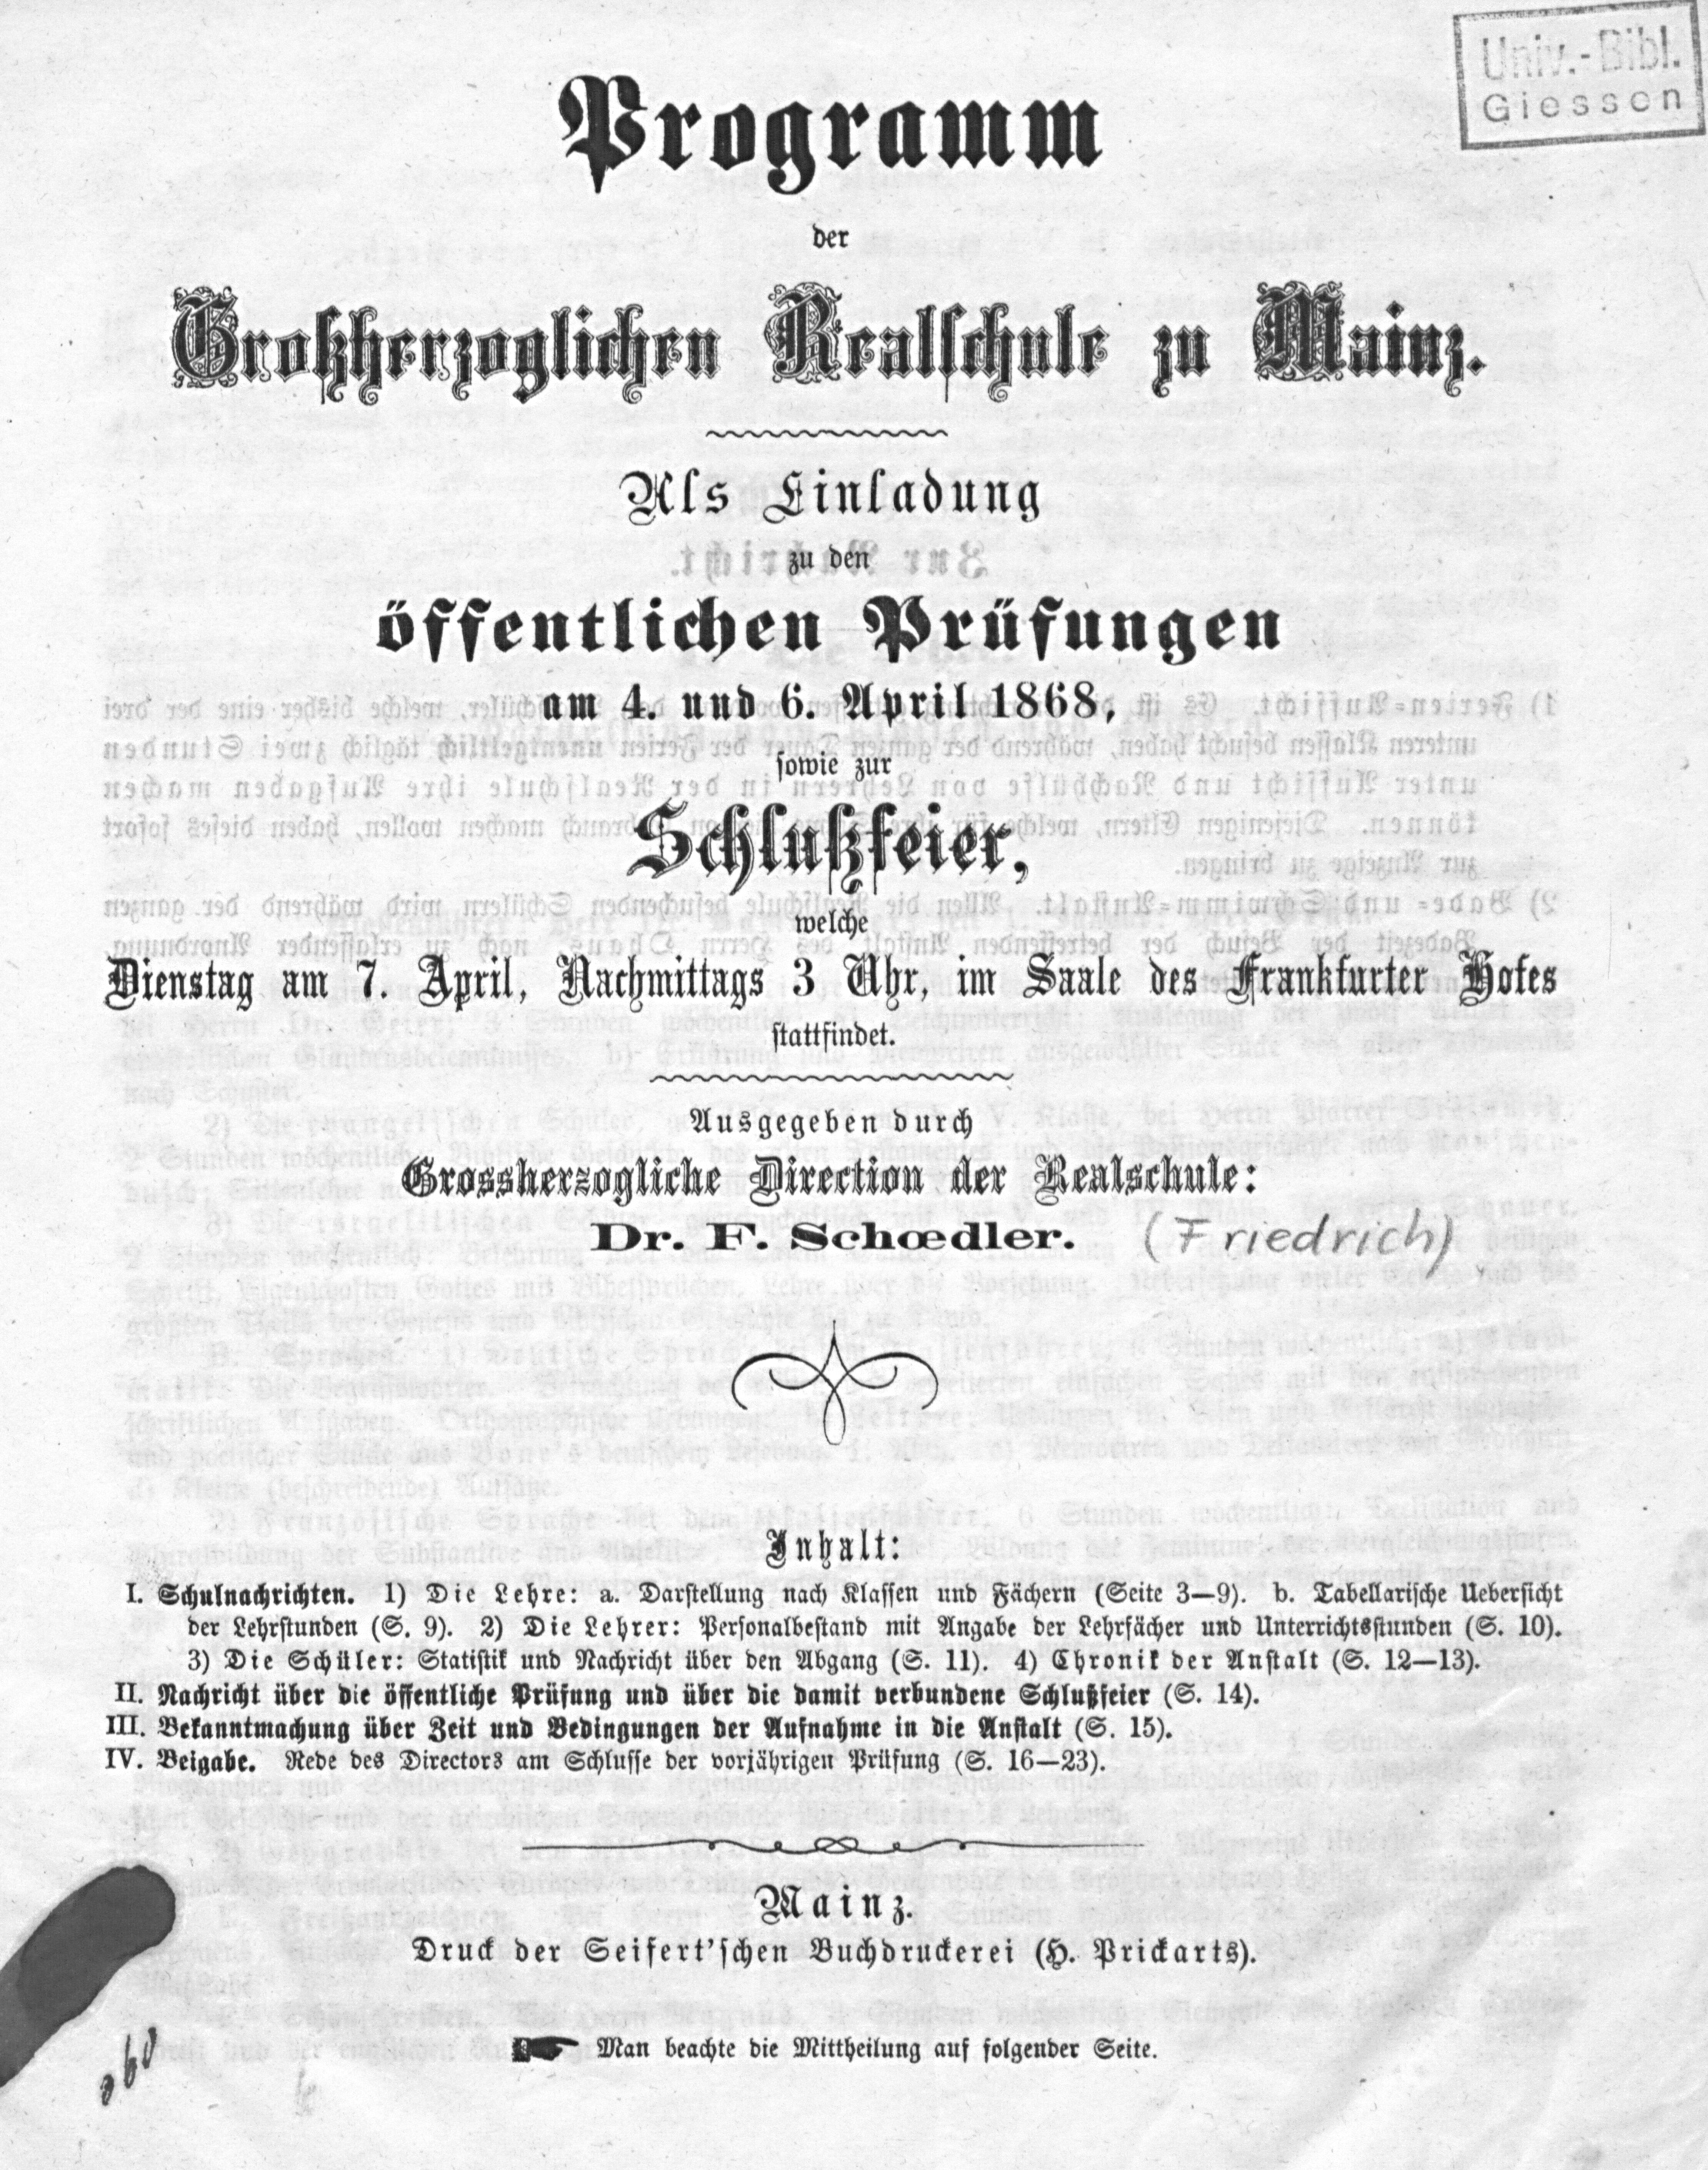 Univ.-Bibl.
Giessen
Programm
der
Großherzoglichen Realschule zu Mainz.
Als Einladung
zu den
öffentlichen Prüfungen
am 4. und 6. April 1868,
sowie zur
Schlußfeier,
welche
Dienstag am 7. April, Nachmittags 3 Uhr, im Saale des Frankfurter Hofes
stattfindet.
Ausgegeben durch
Grossherzogliche Direction der Realschule:
Dr. F. Schœdler. (Friedrich)
Inhalt:
I. Schulnachrichten. 1) Die Lehre: a. Darstellung nach Klassen und Fächern (Seite 3—9). b. Tabellarische Uebersicht
der Lehrstunden (S. 9). 2) Die Lehrer: Personalbestand mit Angabe der Lehrfächer und Unterrichtsstunden (S. 10).
3) Die Schüler: Statistik und Nachricht über den Abgang (S. 11). 4) Chronik der Anstalt (S. 12—13).
II. Nachricht über die öffentliche Prüfung und über die damit verbundene Schlußfeier (S. 14).
III. Bekanntmachung über Zeit und Bedingungen der Aufnahme in die Anstalt (S. 15).
IV. Beigabe. Rede des Directors am Schlusse der vorjährigen Prüfung (S. 16—23).
Mainz.
Druck der Seifert'schen Buchdruckerei (H. Prickarts).
Man beachte die Mittheilung auf folgender Seite.